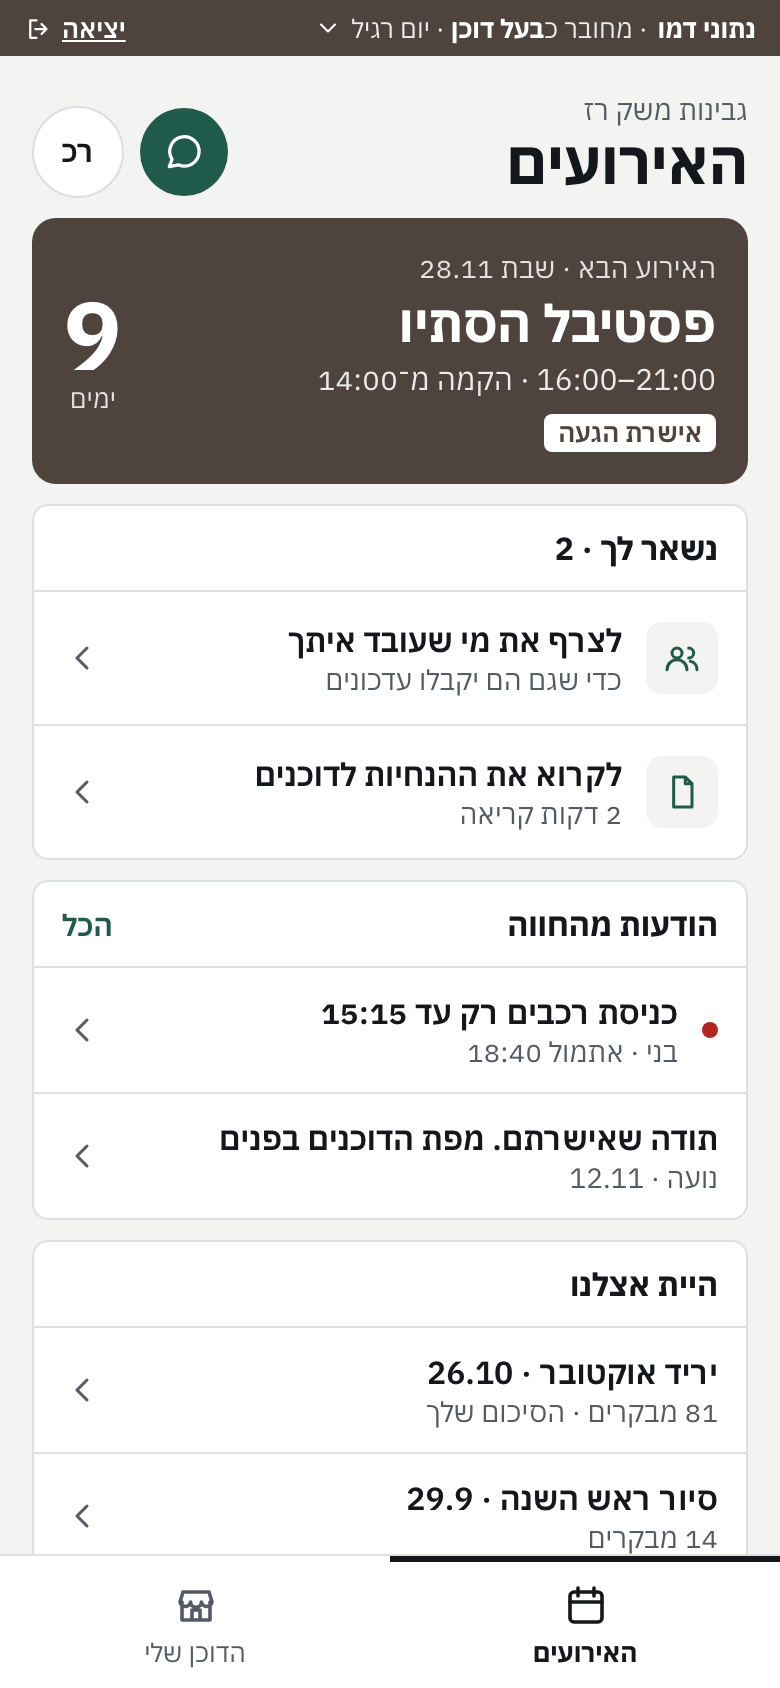 נתוני דמו · מחובר כבעל דוכן · יום רגיל
יציאה
גבינות משק רז
האירועים
רכ
האירוע הבא · שבת 28.11
פסטיבל הסתיו
16:00–21:00 · הקמה מ־14:00
אישרת הגעה
9
ימים
נשאר לך · 2
לצרף את מי שעובד איתך
כדי שגם הם יקבלו עדכונים
לקרוא את ההנחיות לדוכנים
2 דקות קריאה
הודעות מהחווה
הכל
כניסת רכבים רק עד 15:15
בני · אתמול 18:40
תודה שאישרתם. מפת הדוכנים בפנים
נועה · 12.11
היית אצלנו
יריד אוקטובר · 26.10
81 מבקרים · הסיכום שלך
סיור ראש השנה · 29.9
14 מבקרים
האירועים
הדוכן שלי